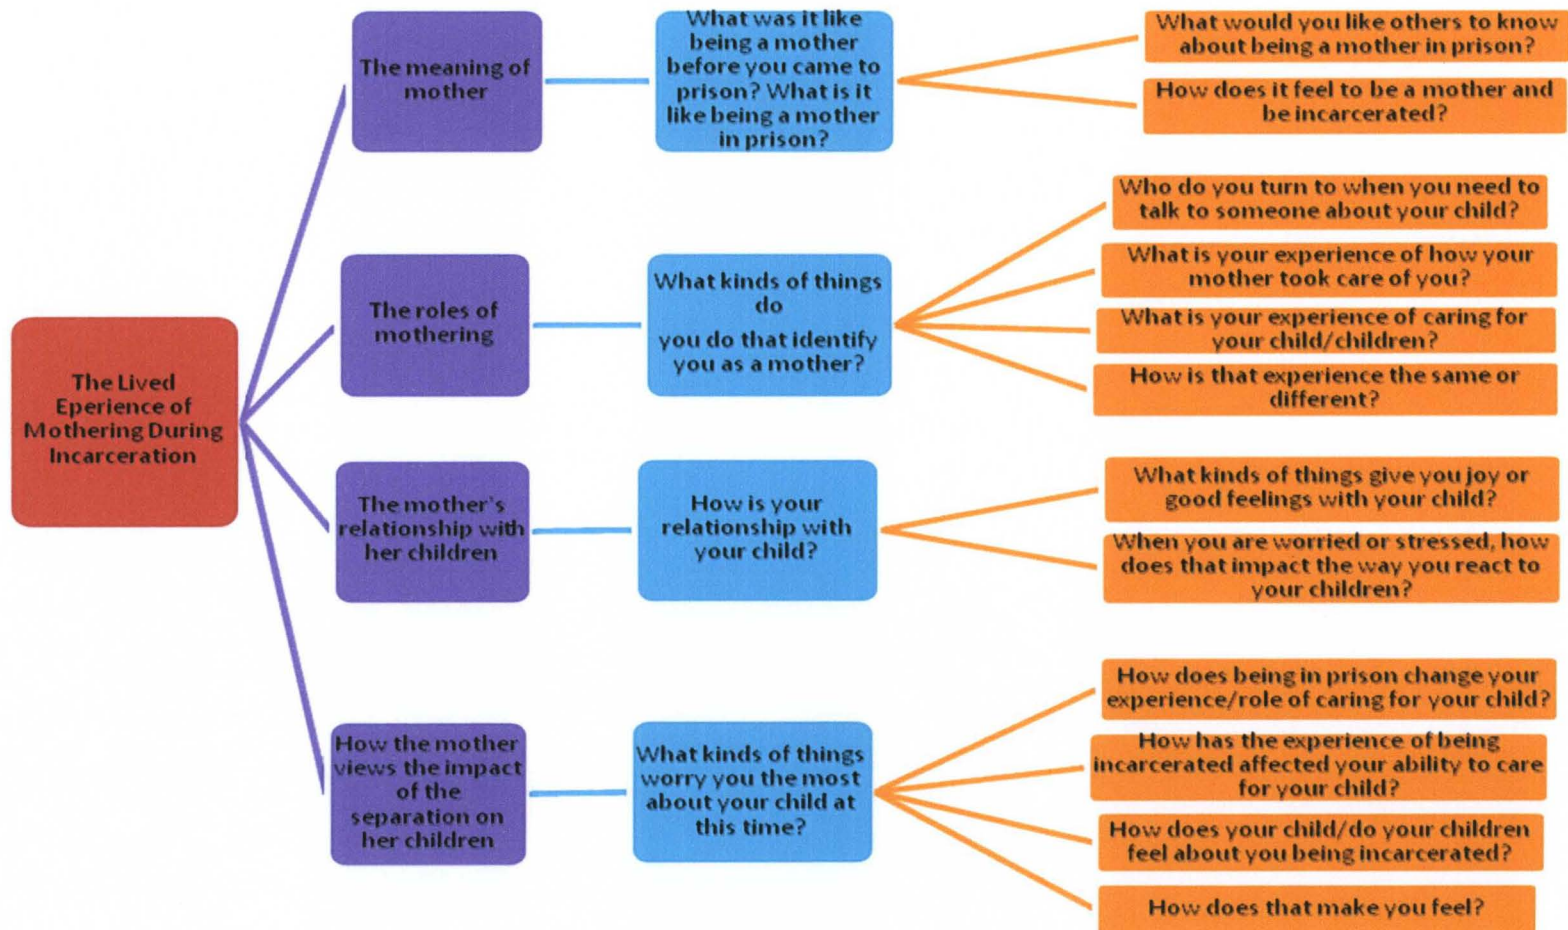 The Lived
Eperience of
Mothering During
Incarceration
The meaning of
mother
What was it like
being a mother
before you came to
prison? What is it
like being a mother
in prison?
What would you like others to know
about being a mother in prison?
How does it feel to be a mother and
be incarcerated?
The roles of
mothering
What kinds of things
do
you do that identify
you as a mother?
Who do you turn to when you need to
talk to someone about your child?
What is your experience of how your
mother took care of you?
What is your experience of caring for
your child/children?
How is that experience the same or
different?
The mother's
relationship with
her children
How is your
relationship with
your child?
What kinds of things give you joy or
good feelings with your child?
When you are worried or stressed, how
does that impact the way you react to
your children?
How the mother
views the impact
of the
separation on
her children
What kinds of things
worry you the most
about your child at
this time?
How does being in prison change your
experience/role of caring for your child?
How has the experience of being
incarcerated affected your ability to care
for your child?
How does your child/do your children
feel about you being incarcerated?
How does that make you feel?